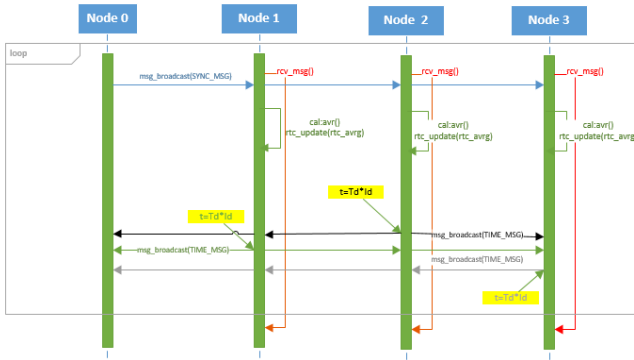 Node 0
Node 1
Node 2
Node 3
loop
msg_broadcast(SYNC_MSG)
rcv_msg()
rcv_msg()
rcv_msg()
cal:avr()
rtc_update(rtc_avrg)
cal:avr()
rtc_update(rtc_avrg)
cal:avr()
rtc_update(rtc_avrg)
t=Td*Id
t=Td*Id
msg_broadcast(TIME_MSG)
msg_broadcast(TIME_MSG)
msg_broadcast(TIME_MSG)
t=Td*Id